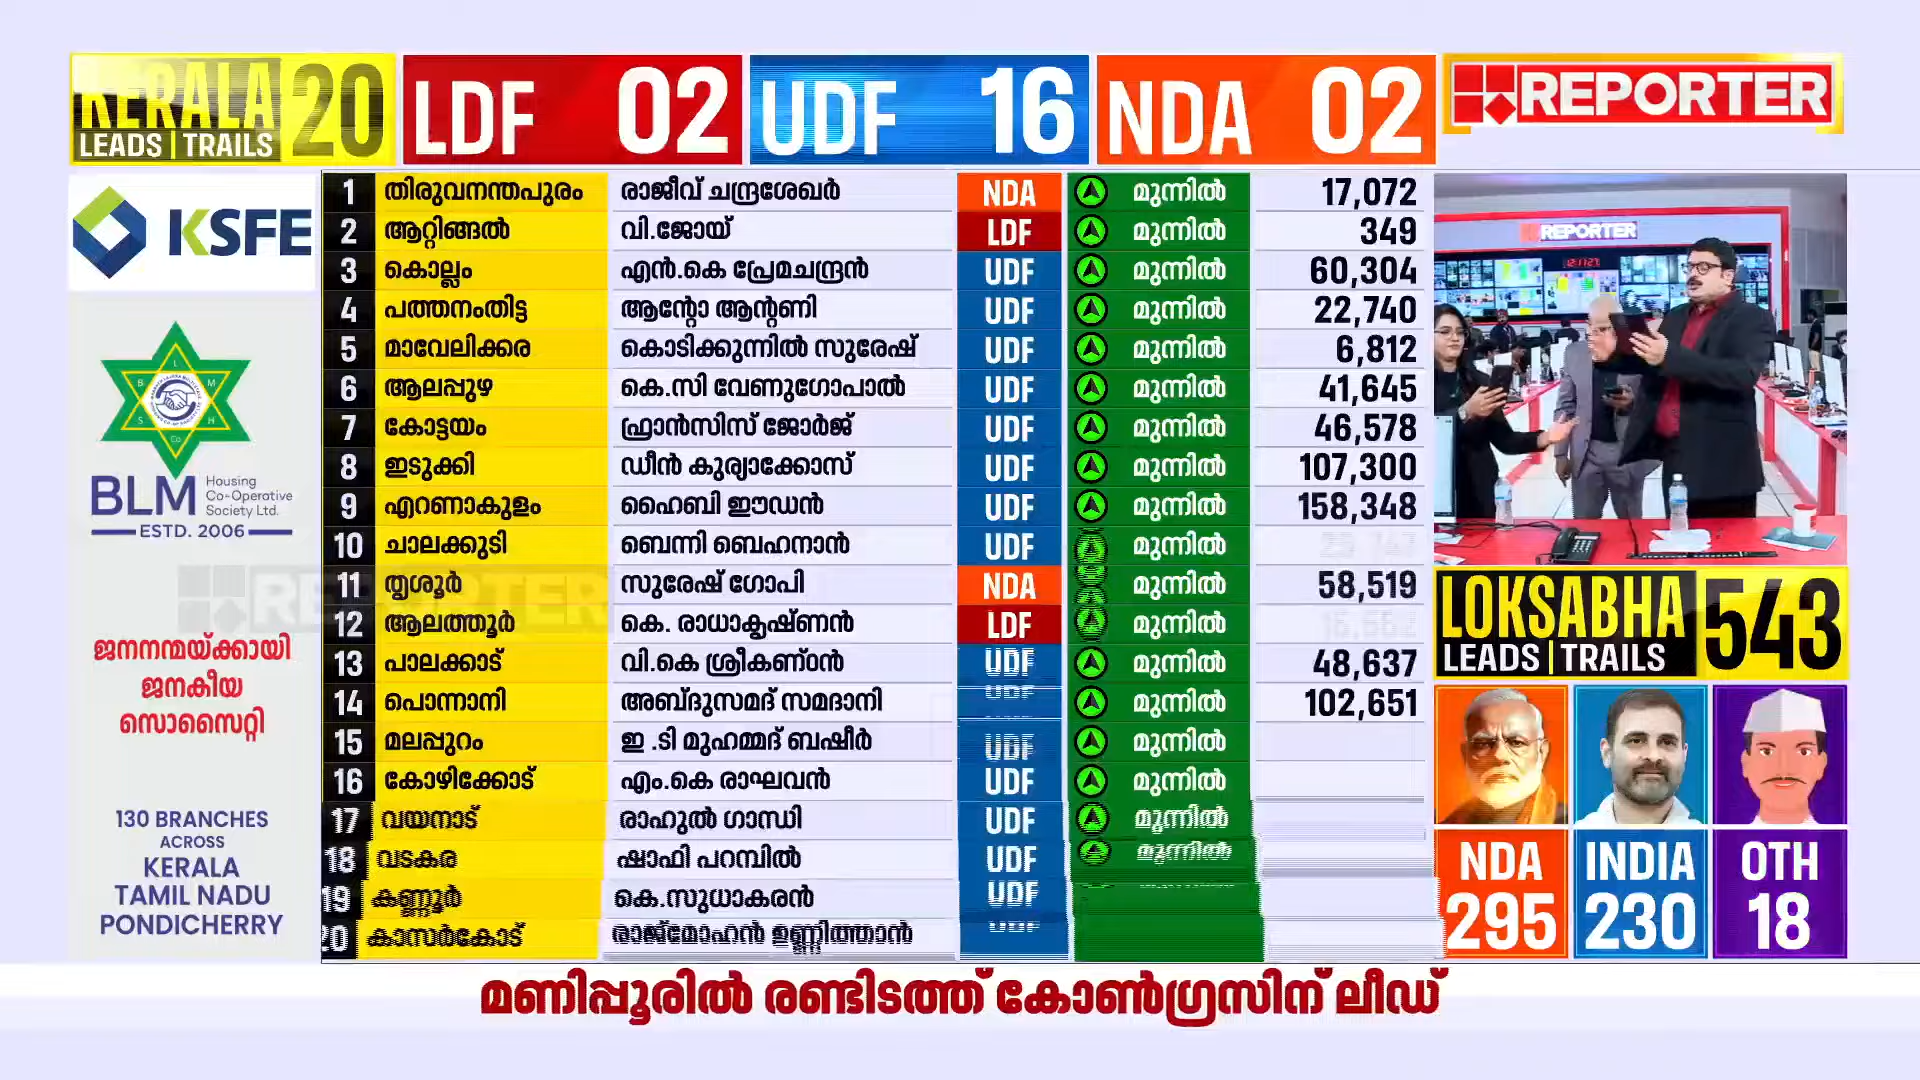 KERALA 20
LEADS | TRAILS
LDF 02
UDF 16
NDA 02
REPORTER
KSFE
BLM Housing Co-Operative Society Ltd.
ESTD. 2006
ജനനന്മയ്ക്കായി
ജനകീയ
സൊസൈറ്റി
130 BRANCHES
ACROSS
KERALA
TAMIL NADU
PONDICHERRY
1 തിരുവനന്തപുരം രാജീവ് ചന്ദ്രശേഖർ NDA മുന്നിൽ 17,072
2 ആറ്റിങ്ങൽ വി.ജോയ് LDF മുന്നിൽ 349
3 കൊല്ലം എൻ.കെ പ്രേമചന്ദ്രൻ UDF മുന്നിൽ 60,304
4 പത്തനംതിട്ട ആന്റോ ആന്റണി UDF മുന്നിൽ 22,740
5 മാവേലിക്കര കൊടിക്കുന്നിൽ സുരേഷ് UDF മുന്നിൽ 6,812
6 ആലപ്പുഴ കെ.സി വേണുഗോപാൽ UDF മുന്നിൽ 41,645
7 കോട്ടയം ഫ്രാൻസിസ് ജോർജ് UDF മുന്നിൽ 46,578
8 ഇടുക്കി ഡീൻ കുര്യാക്കോസ് UDF മുന്നിൽ 107,300
9 എറണാകുളം ഹൈബി ഈഡൻ UDF മുന്നിൽ 158,348
10 ചാലക്കുടി ബെന്നി ബെഹനാൻ UDF മുന്നിൽ
11 തൃശൂർ സുരേഷ് ഗോപി NDA മുന്നിൽ 58,519
12 ആലത്തൂർ കെ. രാധാകൃഷ്ണൻ LDF മുന്നിൽ
13 പാലക്കാട് വി.കെ ശ്രീകണ്ഠൻ UDF മുന്നിൽ 48,637
14 പൊന്നാനി അബ്ദുസമദ് സമദാനി UDF മുന്നിൽ 102,651
15 മലപ്പുറം ഇ .ടി മുഹമ്മദ് ബഷീർ UDF മുന്നിൽ
16 കോഴിക്കോട് എം.കെ രാഘവൻ UDF മുന്നിൽ
17 വയനാട് രാഹുൽ ഗാന്ധി UDF മുന്നിൽ
18 വടകര ഷാഫി പറമ്പിൽ UDF മുന്നിൽ
19 കണ്ണൂർ കെ.സുധാകരൻ UDF
20 കാസർകോട് രാജ്മോഹൻ ഉണ്ണിത്താൻ UDF
REPORTER
REPORTER
LOKSABHA 543
LEADS | TRAILS
NDA INDIA OTH
295 230 18
മണിപ്പൂരിൽ രണ്ടിടത്ത് കോൺഗ്രസിന് ലീഡ്